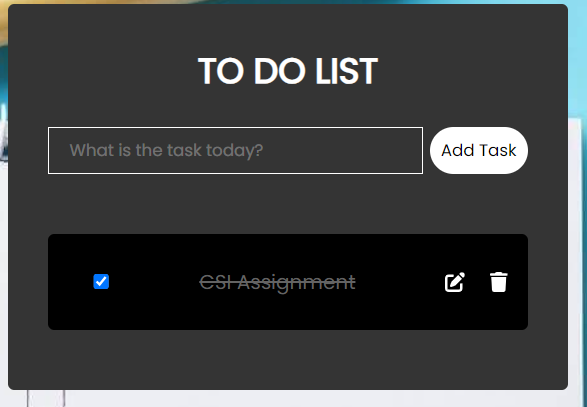 TO DO LIST
What is the task today?
Add Task
CSI Assignment